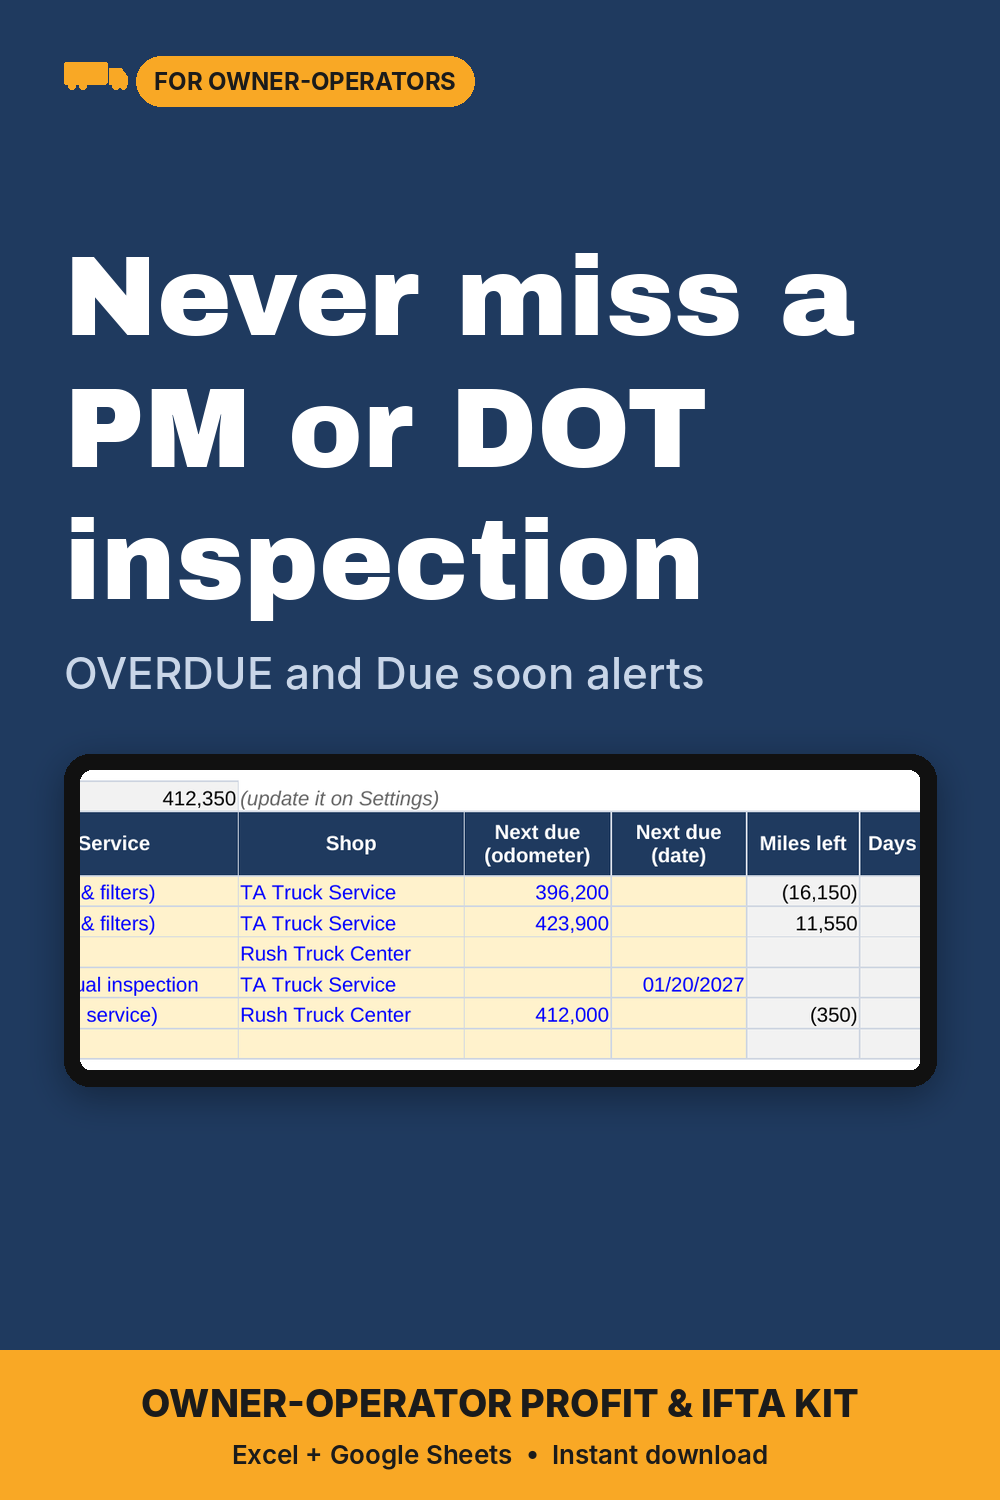 FOR OWNER-OPERATORS
Never miss a
PM or DOT
inspection
OVERDUE and Due soon alerts
412,350 (update it on Settings)
Service Shop Next due (odometer) Next due (date) Miles left Days
& filters) TA Truck Service 396,200 (16,150)
& filters) TA Truck Service 423,900 11,550
Rush Truck Center
ual inspection TA Truck Service 01/20/2027
service) Rush Truck Center 412,000 (350)
OWNER-OPERATOR PROFIT & IFTA KIT
Excel + Google Sheets • Instant download